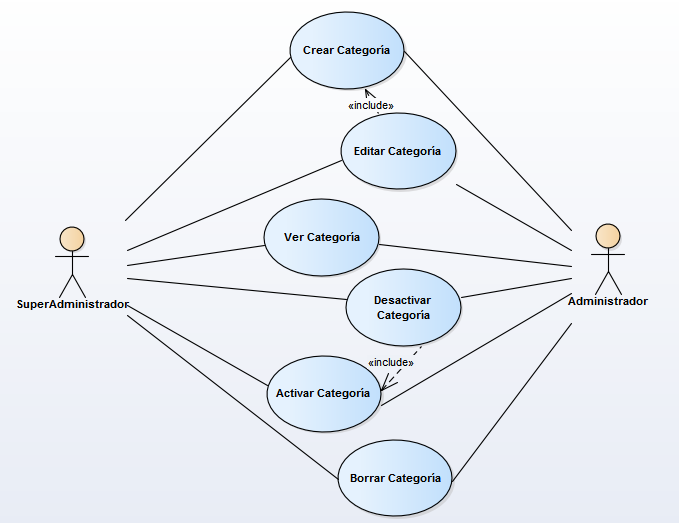 Crear Categoría
«include»
Editar Categoría
Ver Categoría
SuperAdministrador
Administrador
Desactivar
Categoría
«include»
Activar Categoría
Borrar Categoría